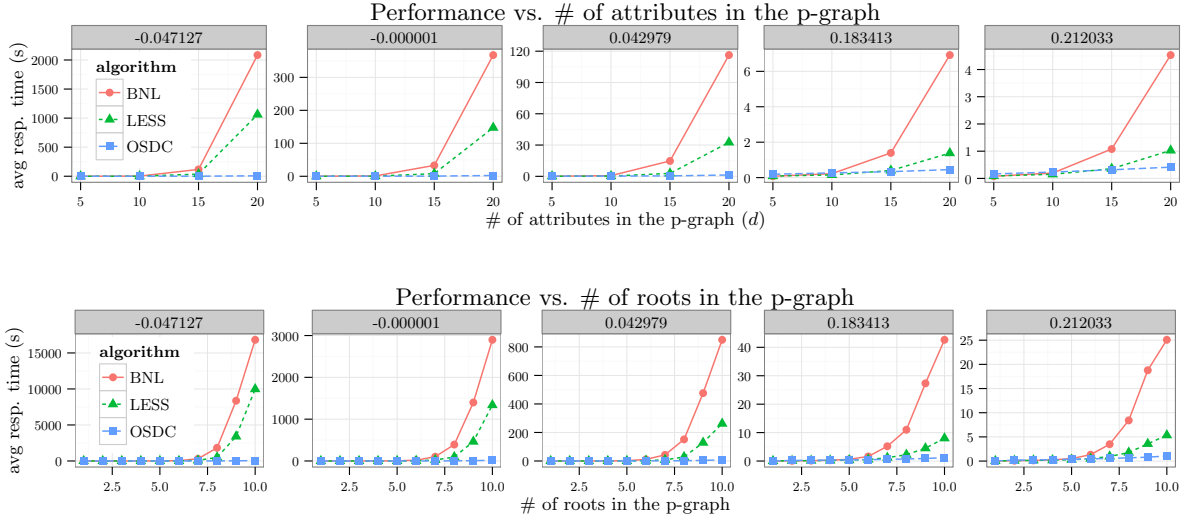 Performance vs. # of attributes in the p-graph
-0.047127 -0.000001 0.042979 0.183413 0.212033
avg resp. time (s)
2000
1500
1000
500
0
algorithm
BNL
LESS
OSDC
300
200
100
0
120
90
60
30
0
6
4
2
0
4
3
2
1
0
5 10 15 20 5 10 15 20 5 10 15 20 5 10 15 20 5 10 15 20
# of attributes in the p-graph (d)
Performance vs. # of roots in the p-graph
-0.047127 -0.000001 0.042979 0.183413 0.212033
avg resp. time (s)
15000
10000
5000
0
algorithm
BNL
LESS
OSDC
3000
2000
1000
0
800
600
400
200
0
40
30
20
10
0
25
20
15
10
5
0
2.5 5.0 7.5 10.0 2.5 5.0 7.5 10.0 2.5 5.0 7.5 10.0 2.5 5.0 7.5 10.0 2.5 5.0 7.5 10.0
# of roots in the p-graph